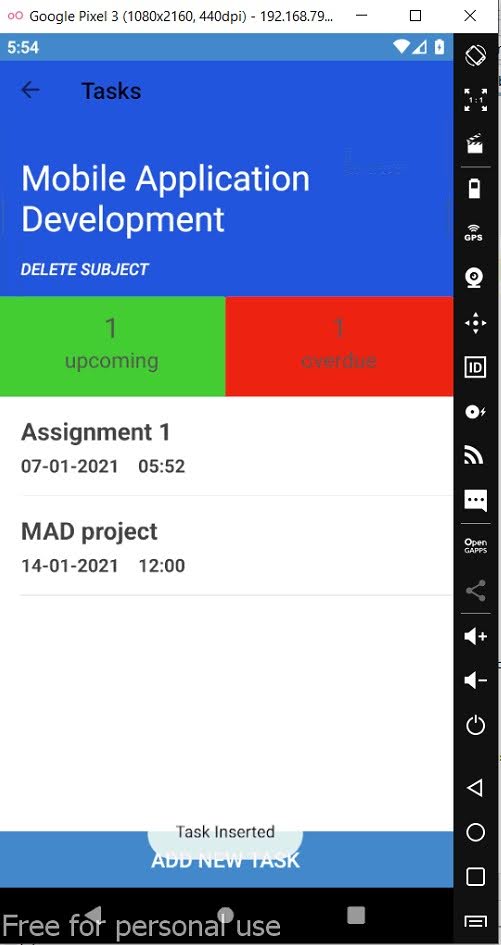 Google Pixel 3 (1080x2160, 440dpi) - 192.168.79...
5:54
Tasks
Mobile Application
Development
DELETE SUBJECT
1
upcoming
1
overdue
Assignment 1
07-01-2021 05:52
MAD project
14-01-2021 12:00
Task Inserted
ADD NEW TASK
Free for personal use
1:1
GPS
ID
Open
GAPPS